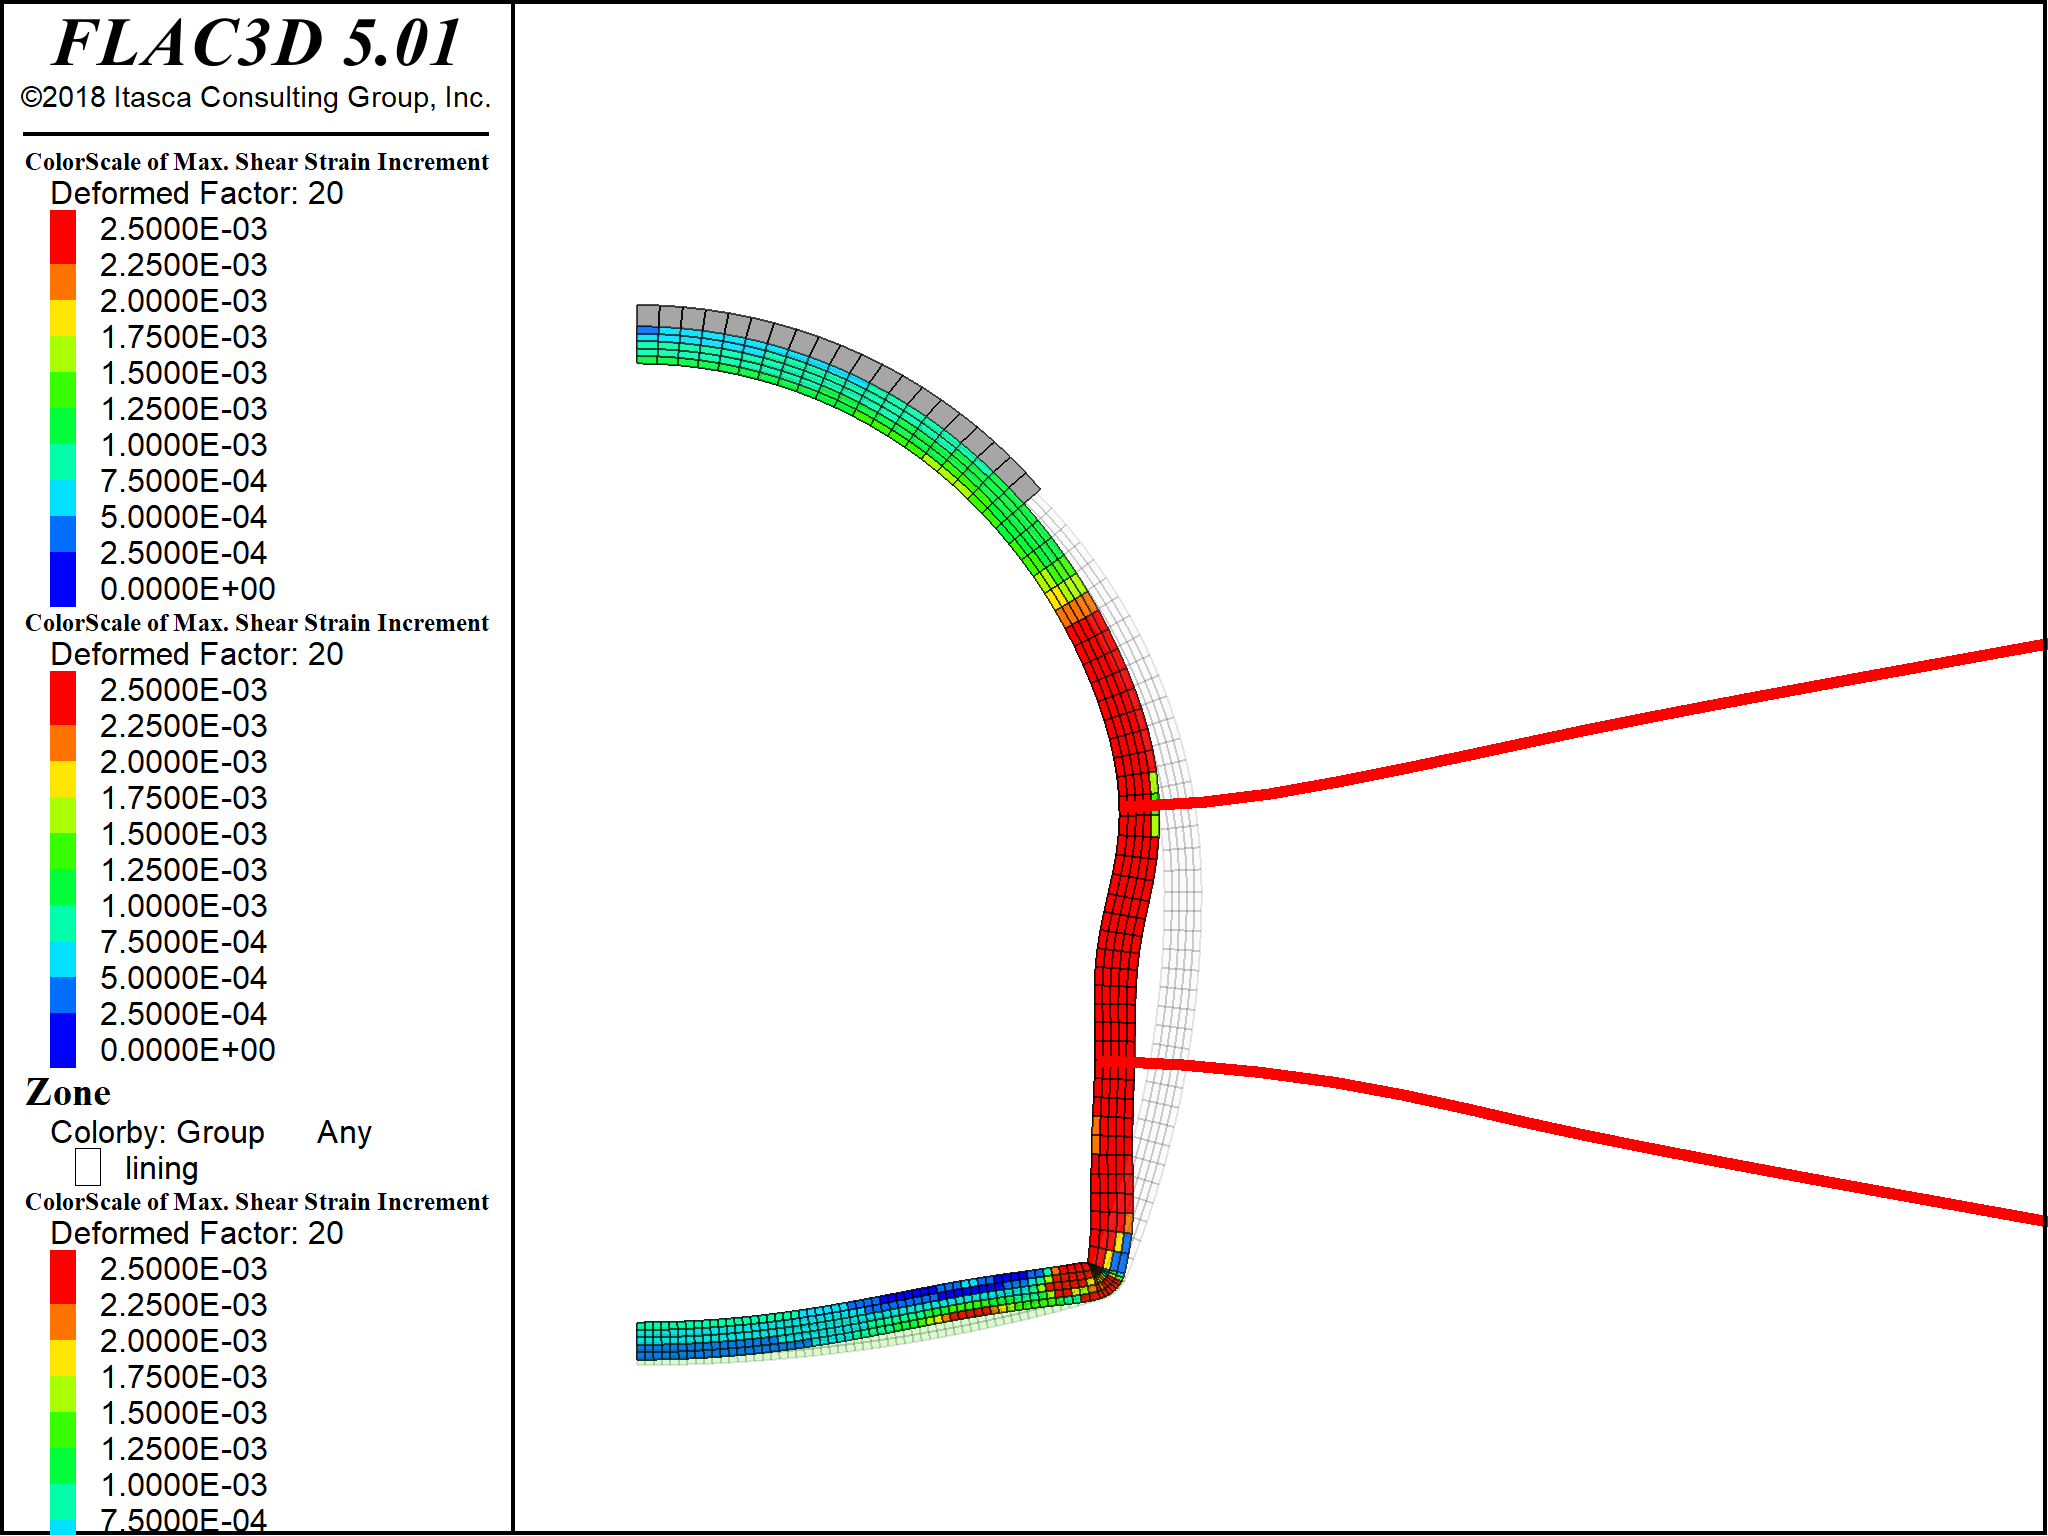 FLAC3D 5.01
©2018 Itasca Consulting Group, Inc.
ColorScale of Max. Shear Strain Increment
Deformed Factor: 20
2.5000E-03
2.2500E-03
2.0000E-03
1.7500E-03
1.5000E-03
1.2500E-03
1.0000E-03
7.5000E-04
5.0000E-04
2.5000E-04
0.0000E+00
ColorScale of Max. Shear Strain Increment
Deformed Factor: 20
2.5000E-03
2.2500E-03
2.0000E-03
1.7500E-03
1.5000E-03
1.2500E-03
1.0000E-03
7.5000E-04
5.0000E-04
2.5000E-04
0.0000E+00
Zone
Colorby: Group Any
lining
ColorScale of Max. Shear Strain Increment
Deformed Factor: 20
2.5000E-03
2.2500E-03
2.0000E-03
1.7500E-03
1.5000E-03
1.2500E-03
1.0000E-03
7.5000E-04